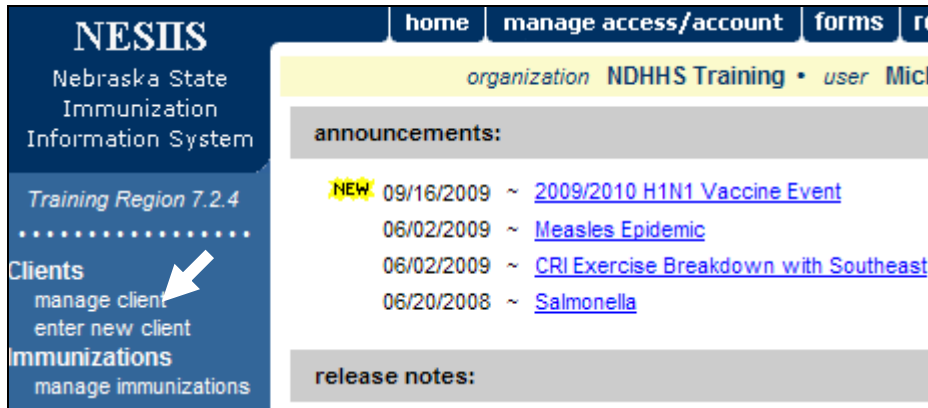 NESIIS
Nebraska State
Immunization
Information System
Training Region 7.2.4
Clients
manage client
enter new client
Immunizations
manage immunizations
home manage access/account forms
organization NDHHS Training • user
announcements:
NEW 09/16/2009 ~ 2009/2010 H1N1 Vaccine Event
06/02/2009 ~ Measles Epidemic
06/02/2009 ~ CRI Exercise Breakdown with Southeast
06/20/2008 ~ Salmonella
release notes: